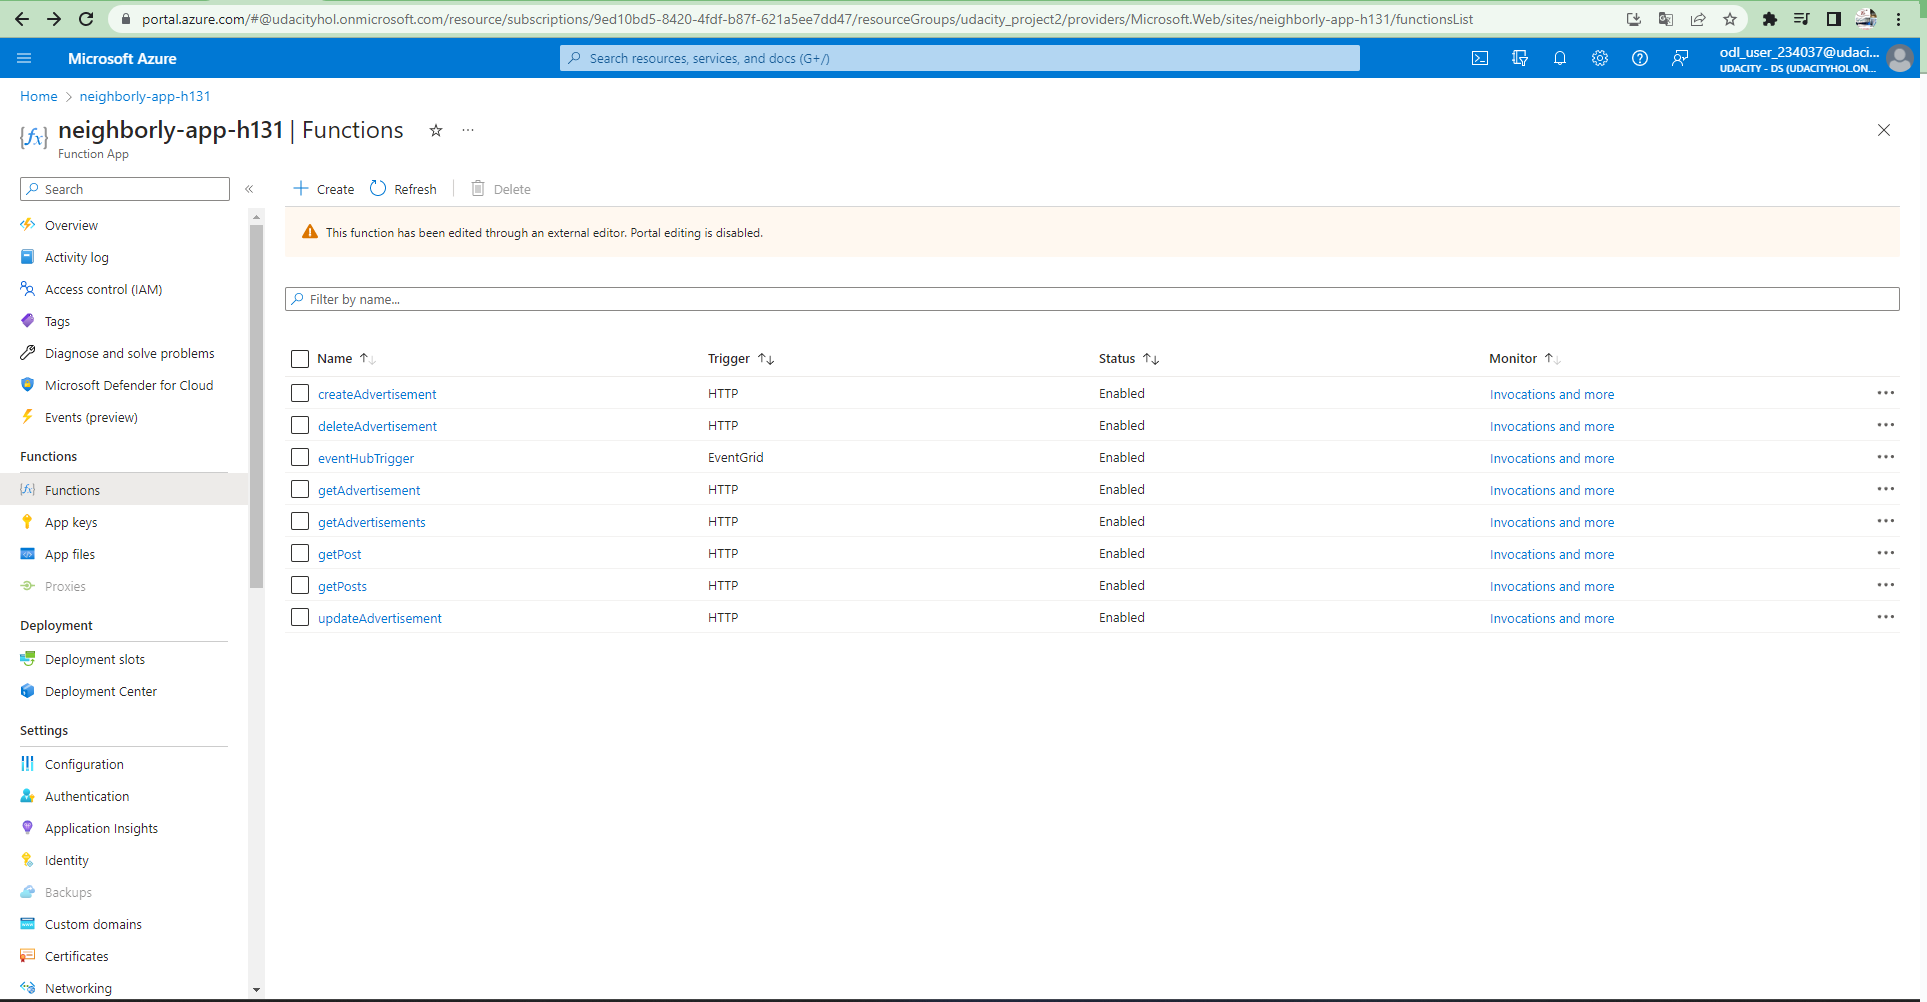 portal.azure.com/#@udacityhol.onmicrosoft.com/resource/subscriptions/9ed10bd5-8420-4fdf-b87f-621a5ee7dd47/resourceGroups/udacity_project2/providers/Microsoft.Web/sites/neighborly-app-h131/functionsList
Microsoft Azure
Search resources, services, and docs (G+/)
odl_user_234037@udaci...
UDACITY - DS (UDACITYHOL.ON...
Home > neighborly-app-h131
{fx} neighborly-app-h131 | Functions ...
Function App
Search
«
Create Refresh Delete
This function has been edited through an external editor. Portal editing is disabled.
Filter by name...
Overview
Activity log
Access control (IAM)
Tags
Diagnose and solve problems
Microsoft Defender for Cloud
Events (preview)
Functions
Functions
App keys
App files
Proxies
Deployment
Deployment slots
Deployment Center
Settings
Configuration
Authentication
Application Insights
Identity
Backups
Custom domains
Certificates
Networking
Name Trigger Status Monitor
createAdvertisement HTTP Enabled Invocations and more
deleteAdvertisement HTTP Enabled Invocations and more
eventHubTrigger EventGrid Enabled Invocations and more
getAdvertisement HTTP Enabled Invocations and more
getAdvertisements HTTP Enabled Invocations and more
getPost HTTP Enabled Invocations and more
getPosts HTTP Enabled Invocations and more
updateAdvertisement HTTP Enabled Invocations and more